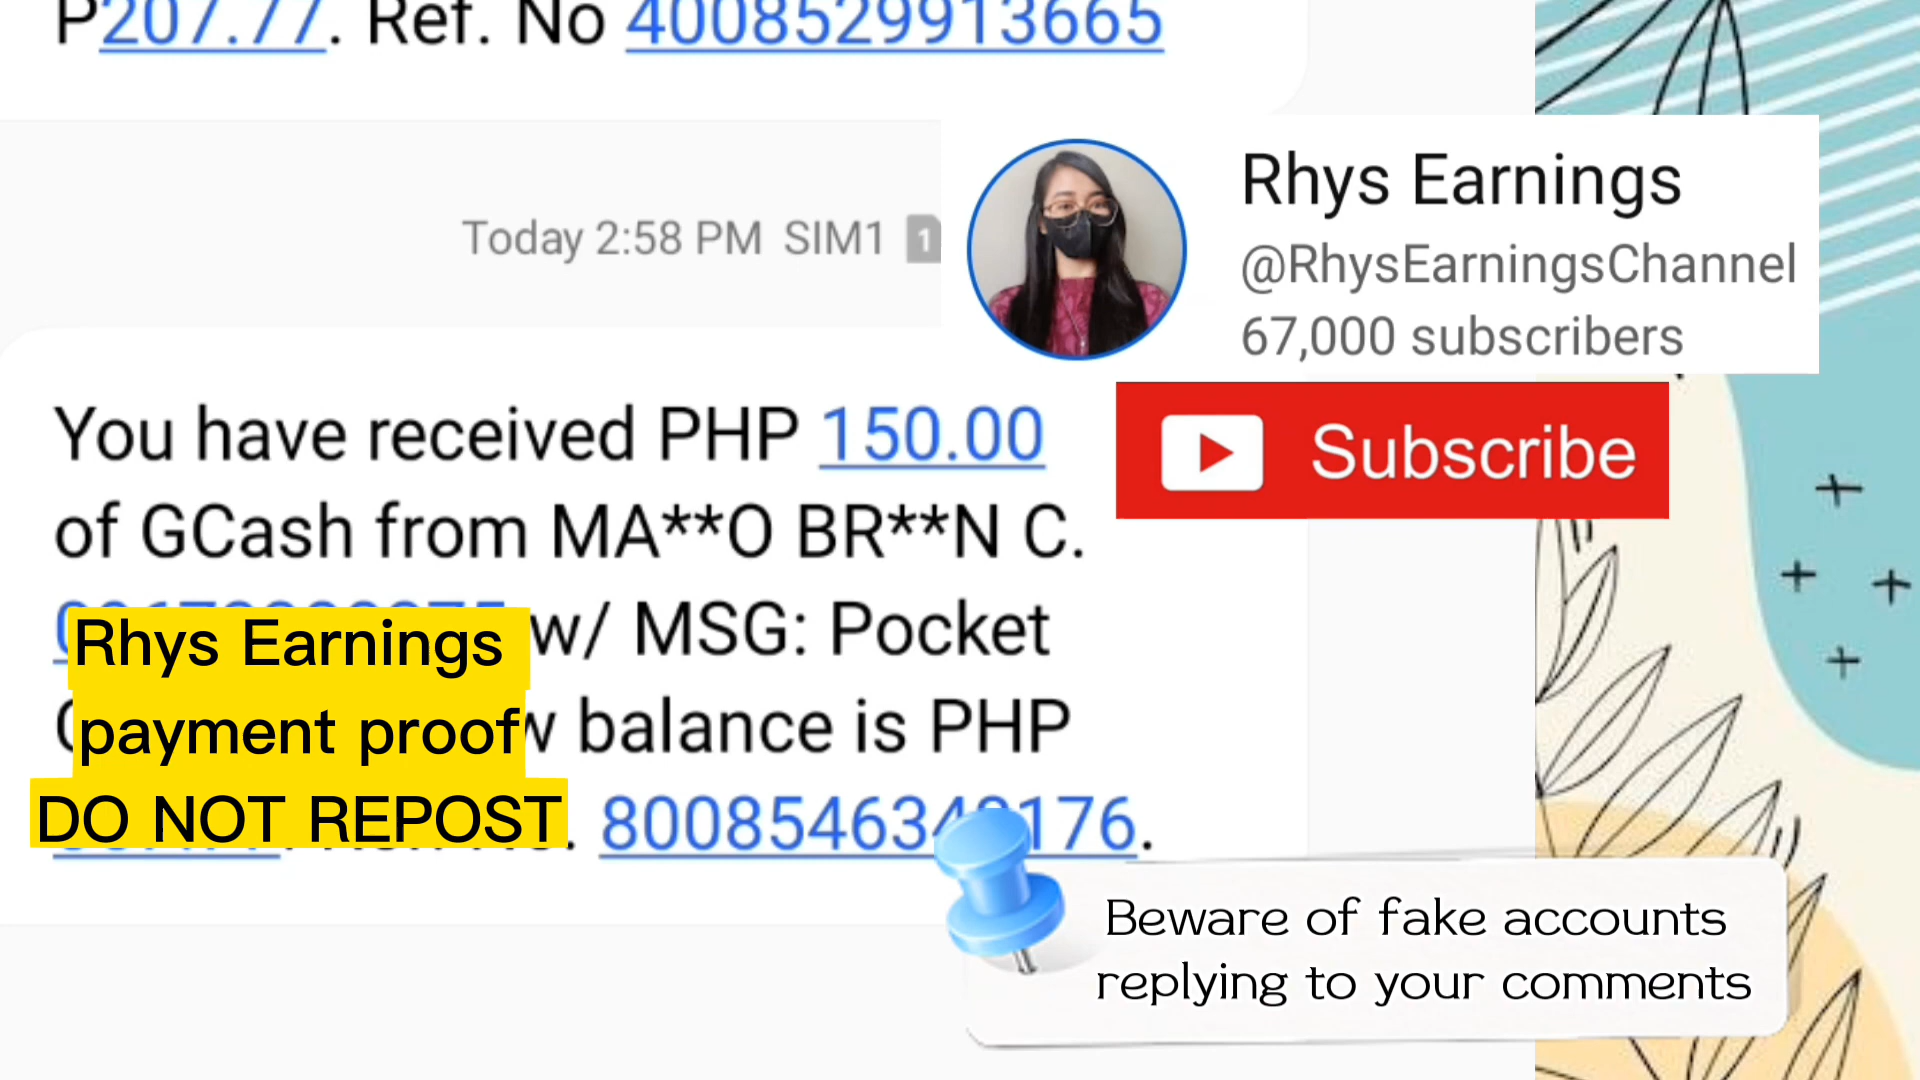 P207.77. Ref. No 4008529913665
Today 2:58 PM SIM1 1
Rhys Earnings
@RhysEarningsChannel
67,000 subscribers
Subscribe
You have received PHP 150.00
of GCash from MA**O BR**N C.
w/ MSG: Pocket
balance is PHP
8008546349176.
Rhys Earnings
payment proof
DO NOT REPOST
Beware of fake accounts
replying to your comments